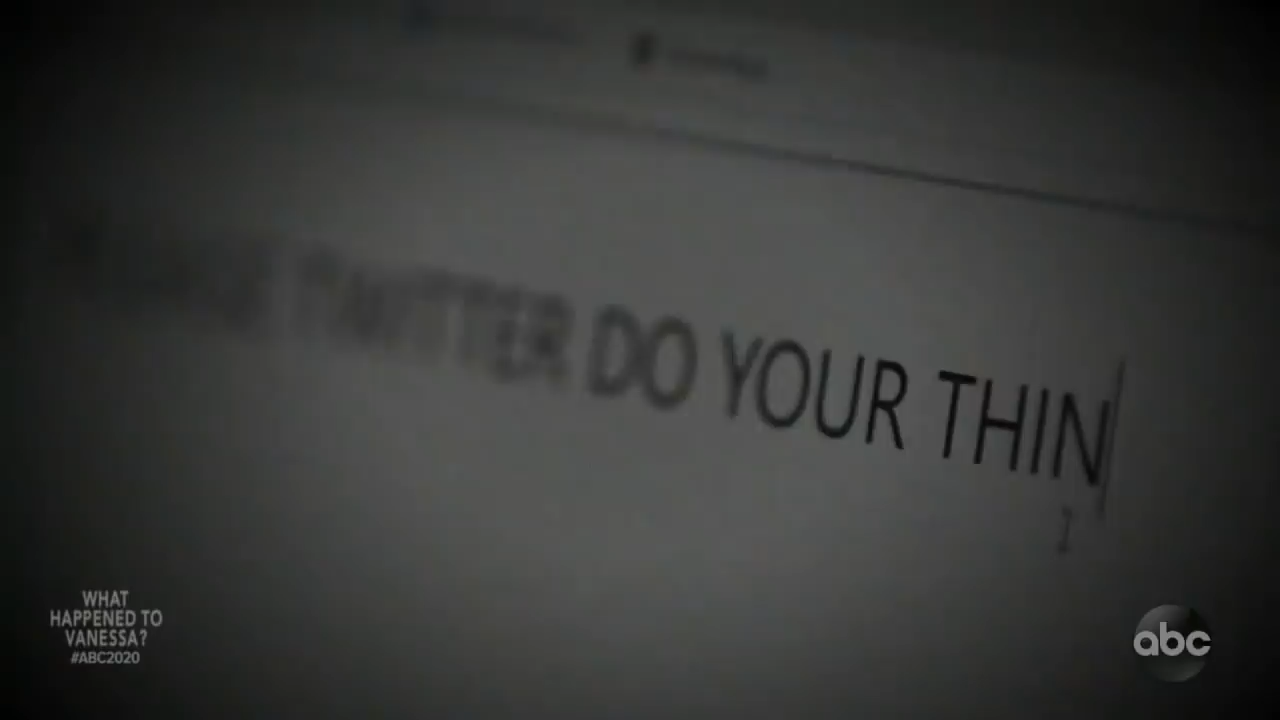 TWITTER DO YOUR THIN
WHAT
HAPPENED TO
VANESSA?
#ABC2020
abc